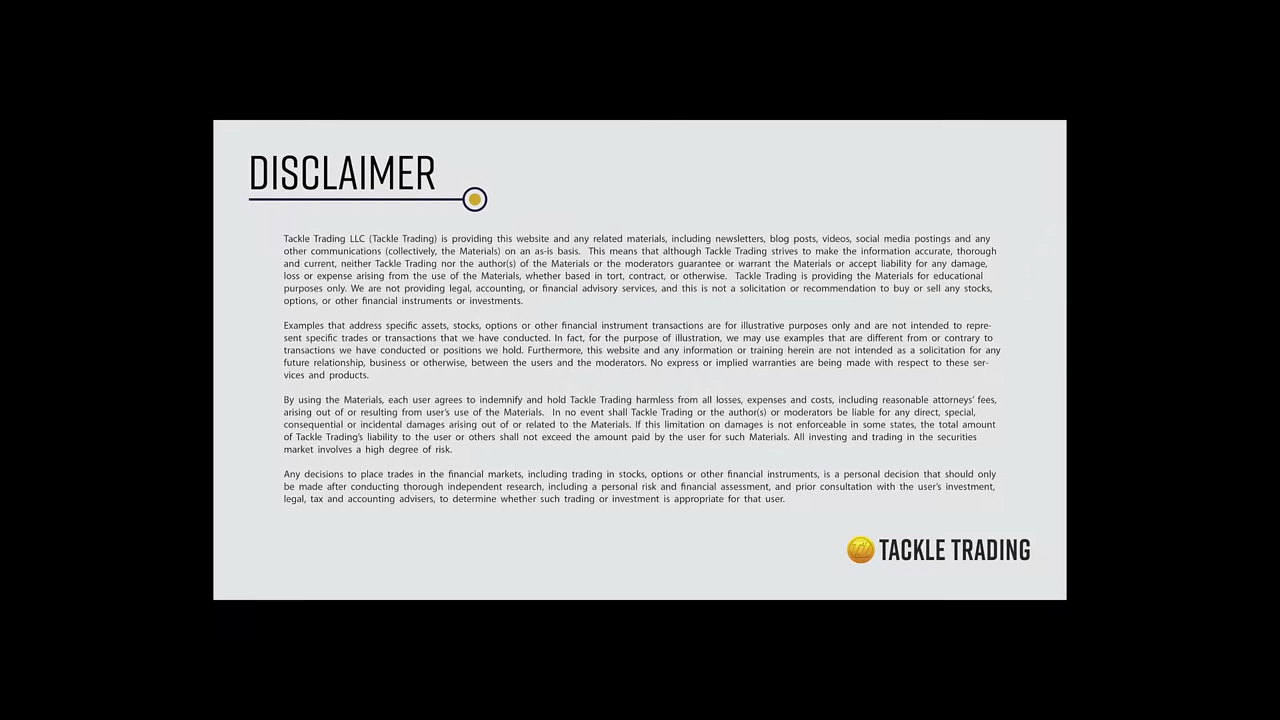 DISCLAIMER
Tackle Trading LLC (Tackle Trading) is providing this website and any related materials, including newsletters, blog posts, videos, social media postings and any
other communications (collectively, the Materials) on an as-is basis.  This means that although Tackle Trading strives to make the information accurate, thorough
and current, neither Tackle Trading nor the author(s) of the Materials or the moderators guarantee or warrant the Materials or accept liability for any damage,
loss or expense arising from the use of the Materials, whether based in tort, contract, or otherwise.  Tackle Trading is providing the Materials for educational
purposes only. We are not providing legal, accounting, or financial advisory services, and this is not a solicitation or recommendation to buy or sell any stocks,
options, or other financial instruments or investments.
Examples that address specific assets, stocks, options or other financial instrument transactions are for illustrative purposes only and are not intended to repre-
sent specific trades or transactions that we have conducted. In fact, for the purpose of illustration, we may use examples that are different from or contrary to
transactions we have conducted or positions we hold. Furthermore, this website and any information or training herein are not intended as a solicitation for any
future relationship, business or otherwise, between the users and the moderators. No express or implied warranties are being made with respect to these ser-
vices and products.
By using the Materials, each user agrees to indemnify and hold Tackle Trading harmless from all losses, expenses and costs, including reasonable attorneys' fees,
arising out of or resulting from user's use of the Materials.  In no event shall Tackle Trading or the author(s) or moderators be liable for any direct, special,
consequential or incidental damages arising out of or related to the Materials. If this limitation on damages is not enforceable in some states, the total amount
of Tackle Trading's liability to the user or others shall not exceed the amount paid by the user for such Materials. All investing and trading in the securities
market involves a high degree of risk.
Any decisions to place trades in the financial markets, including trading in stocks, options or other financial instruments, is a personal decision that should only
be made after conducting thorough independent research, including a personal risk and financial assessment, and prior consultation with the user's investment,
legal, tax and accounting advisers, to determine whether such trading or investment is appropriate for that user.
TACKLE TRADING